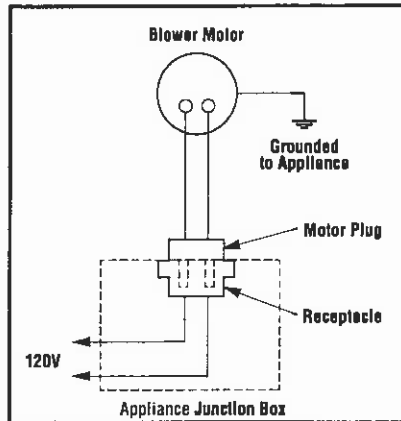 Blower Motor
Grounded
to Appliance
Motor Plug
Receptacle
120V
Appliance Junction Box